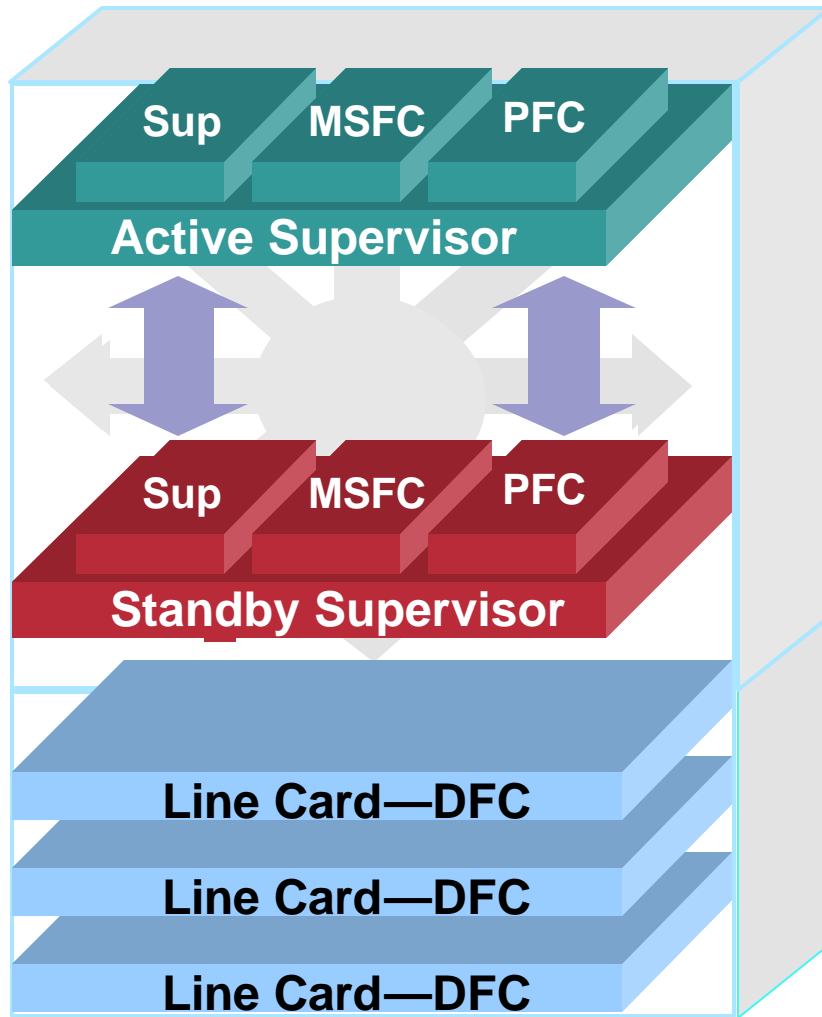 Sup MSFC PFC
Active Supervisor
Sup MSFC PFC
Standby Supervisor
Line Card—DFC
Line Card—DFC
Line Card—DFC